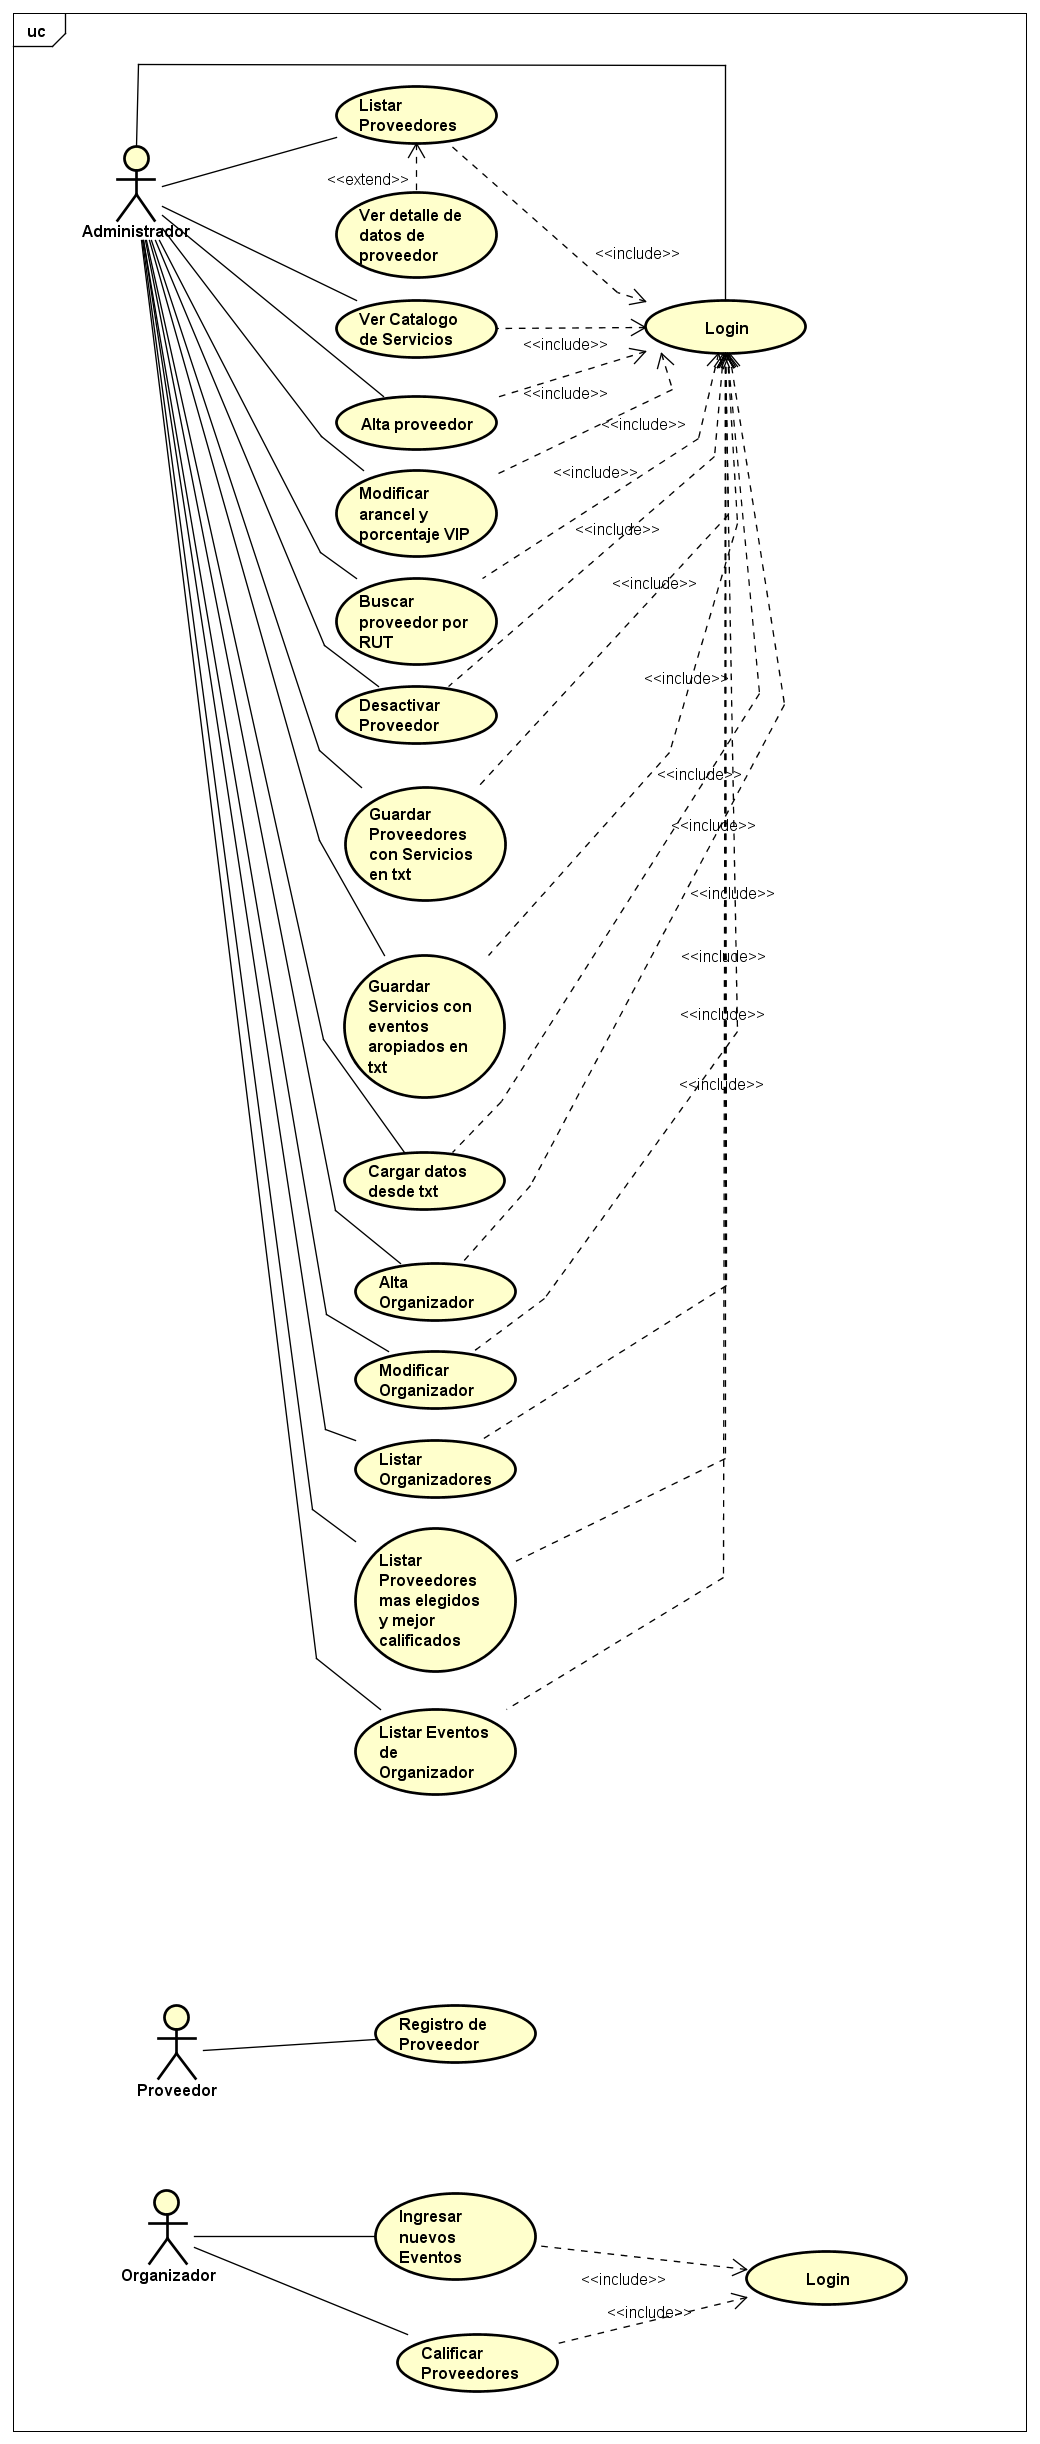 uc
Listar
Proveedores
<<extend>>
Administrador
Ver detalle de
datos de
proveedor
<<include>>
Ver Catalogo
de Servicios
Login
<<include>>
<<include>>
Alta proveedor
<<include>>
Modificar
arancel y
porcentaje VIP
<<include>>
<<include>>
Buscar
proveedor por
RUT
<<include>>
Desactivar
Proveedor
<<include>>
Guardar
Proveedores
con Servicios
en txt
<<include>>
<<include>>
<<include>>
Guardar
Servicios con
eventos
aropiados en
txt
<<include>>
<<include>>
<<include>>
Cargar datos
desde txt
Alta
Organizador
Modificar
Organizador
Listar
Organizadores
Listar
Proveedores
mas elegidos
y mejor
calificados
Listar Eventos
de
Organizador
Proveedor
Registro de
Proveedor
Organizador
Ingresar
nuevos
Eventos
<<include>>
Login
<<include>>
Calificar
Proveedores